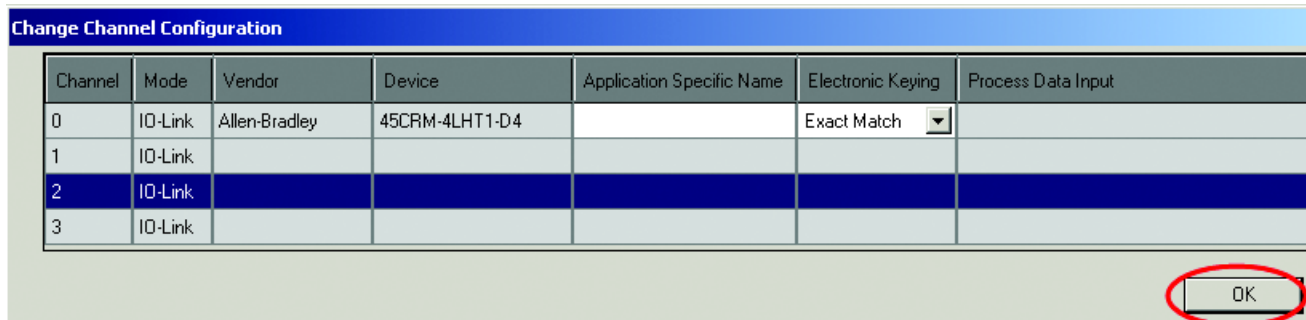 Change Channel Configuration
Channel Mode Vendor Device Application Specific Name Electronic Keying Process Data Input
0 IO-Link Allen-Bradley 45CRM-4LHT1-D4 Exact Match
1 IO-Link
2 IO-Link
3 IO-Link
OK